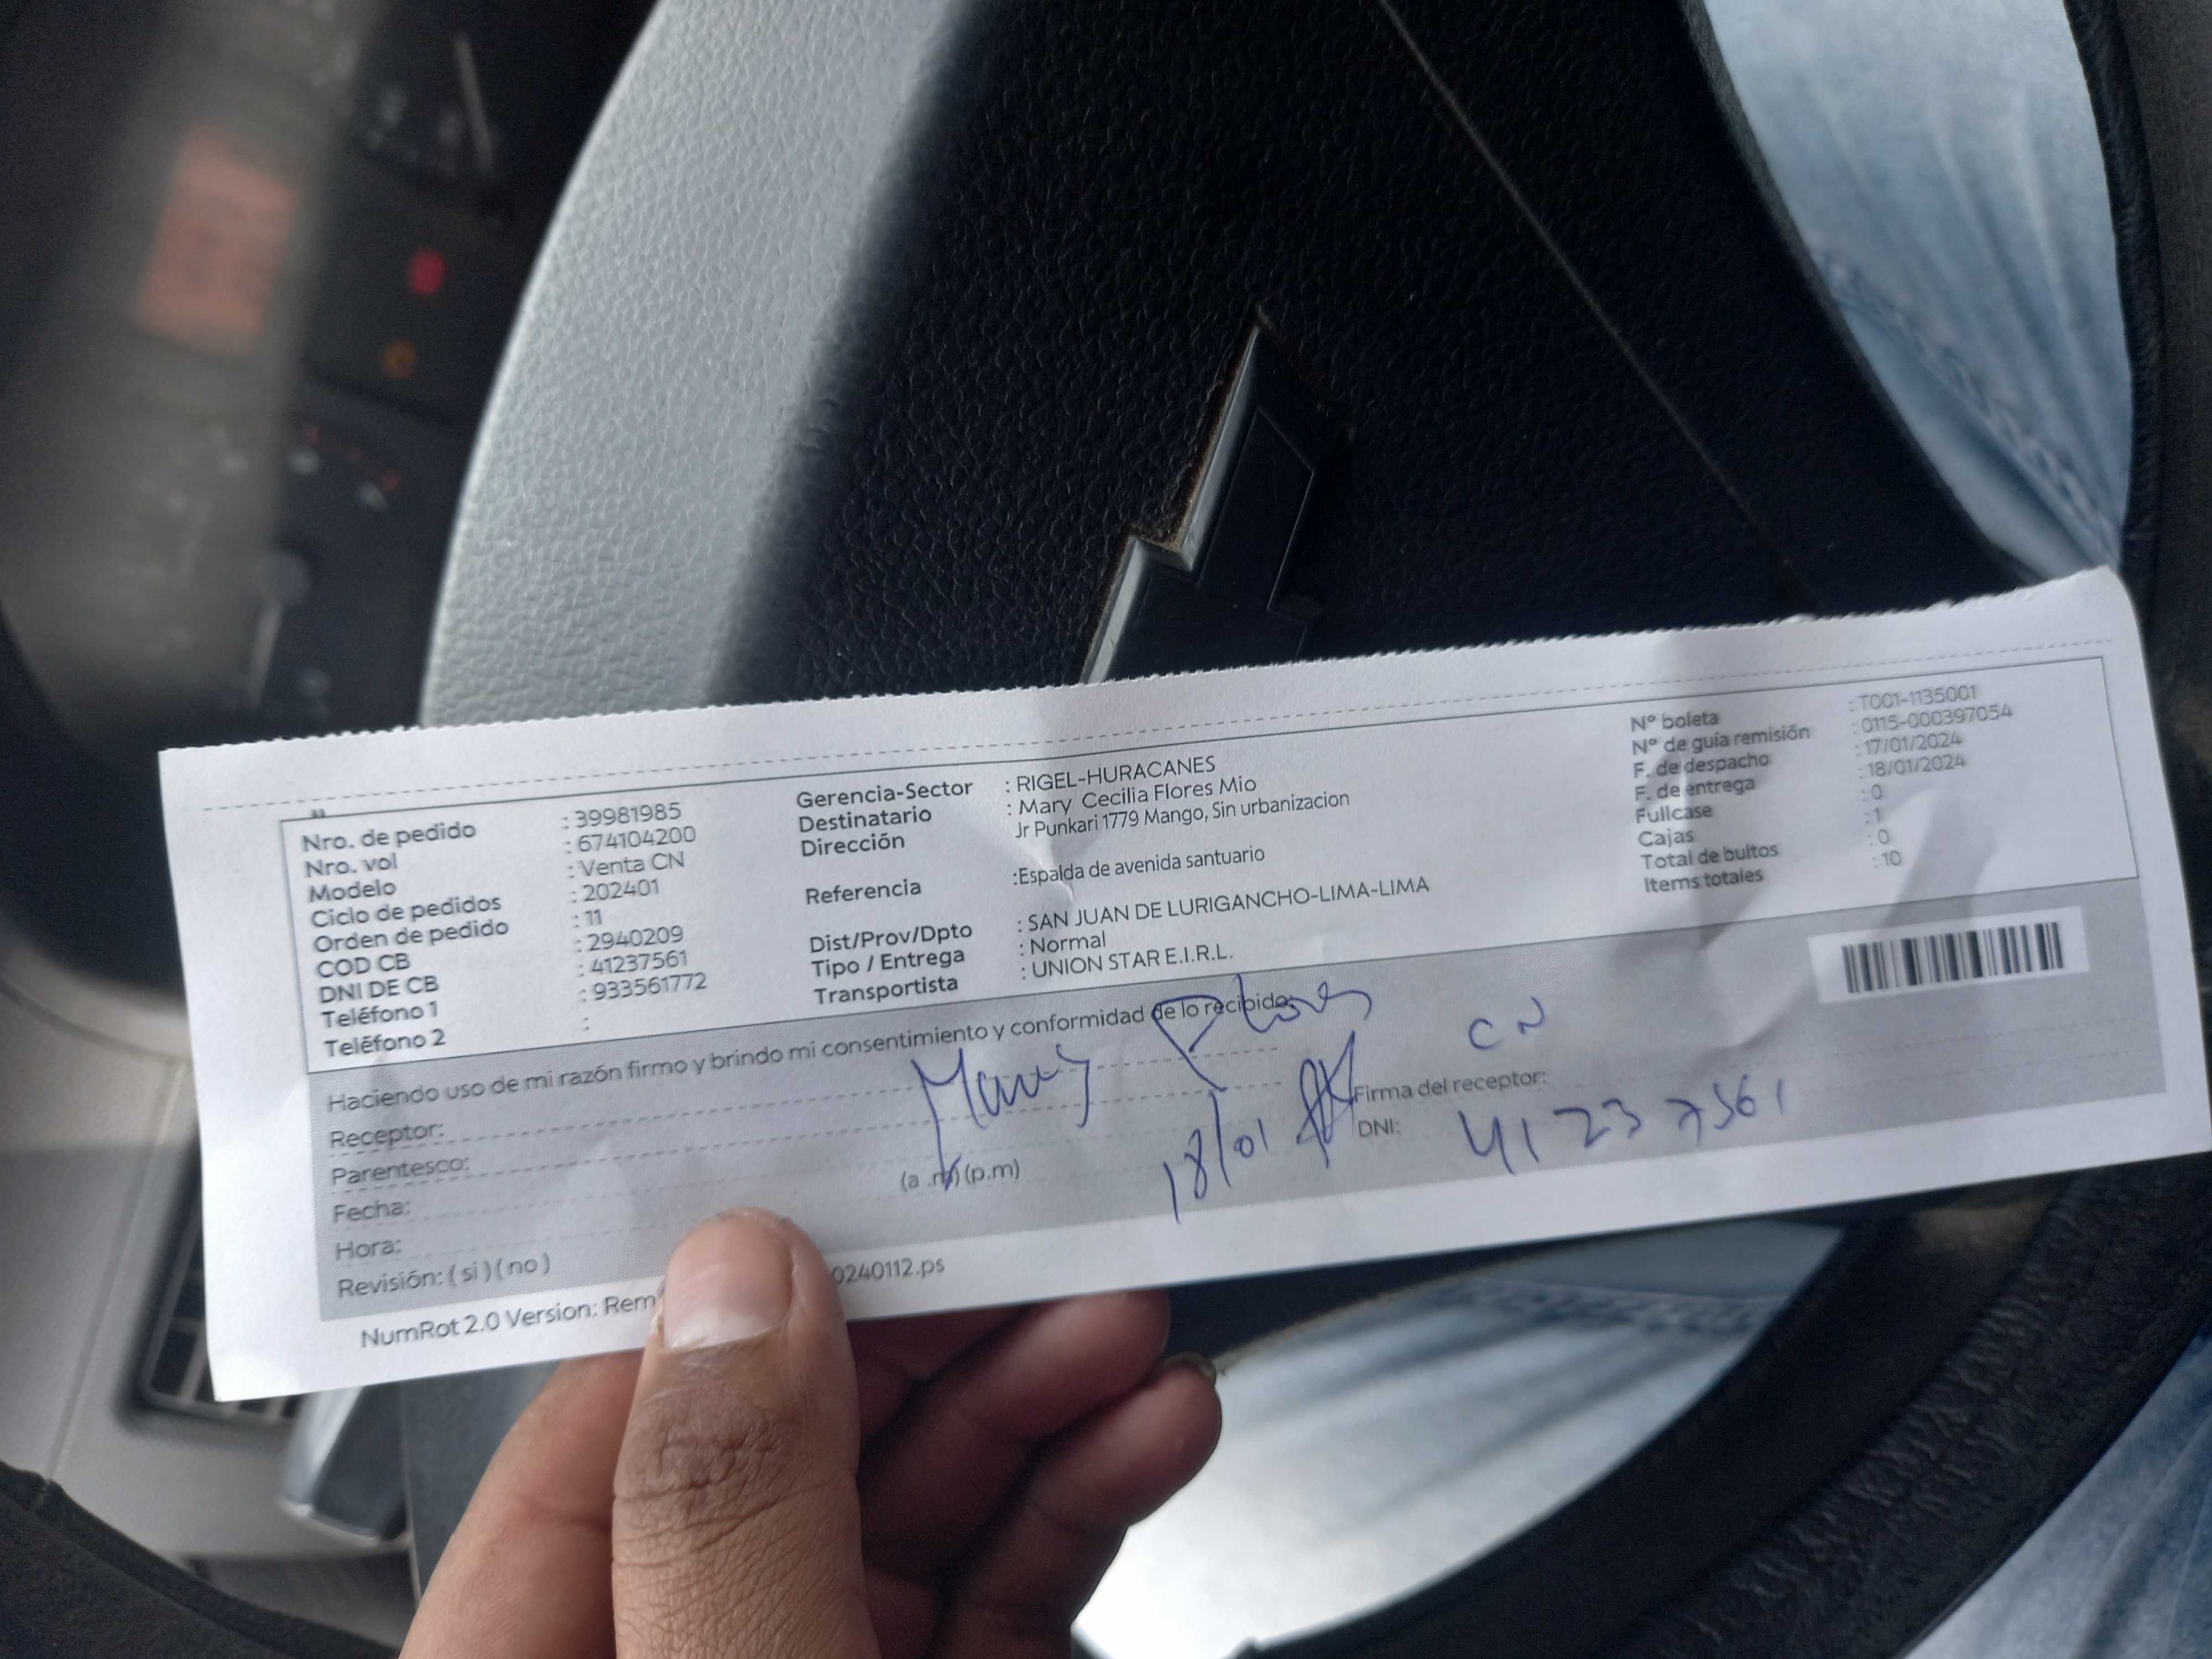 Nro. de pedido : 39981985
Nro. vol : 674104200
Modelo : Venta CN
Ciclo de pedidos : 202401
Orden de pedido : 11
COD CB : 2940209
DNI DE CB : 41237561
Teléfono 1 : 933561772
Teléfono 2 :
Gerencia-Sector : RIGEL-HURACANES
Destinatario : Mary Cecilia Flores Mio
Dirección Jr Punkari 1779 Mango, Sin urbanizacion
Referencia :Espalda de avenida santuario
Dist/Prov/Dpto : SAN JUAN DE LURIGANCHO-LIMA-LIMA
Tipo / Entrega : Normal
Transportista : UNION STAR E.I.R.L.
Nº boleta : T001-1135001
Nº de guía remisión : 0115-000397054
F. de despacho : 17/01/2024
F. de entrega : 18/01/2024
Fullcase : 0
Cajas : 1
Total de bultos : 0
Items totales : 10
Haciendo uso de mi razón firmo y brindo mi consentimiento y conformidad de lo recibido:
Receptor: Mary Flores CN
Parentesco:
Fecha: 18/01 Firma del receptor:
Hora: (a .m) (p.m) DNI: 41237561
Revisión: ( si ) ( no )
NumRot 2.0 Version: Rem 0240112.ps